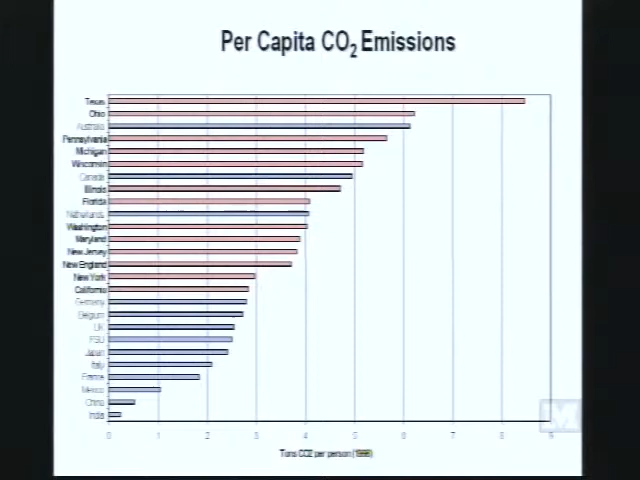 Per Capita CO2 Emissions
Texas
Ohio
Australia
Pennsylvania
Michigan
Wisconsin
Canada
Illinois
Florida
Netherlands
Washington
Maryland
New Jersey
New England
New York
California
Germany
Belgium
UK
FSU
Japan
Italy
France
Mexico
China
India
0 1 2 3 4 5 6 7 8 9
Tons CO2 per person